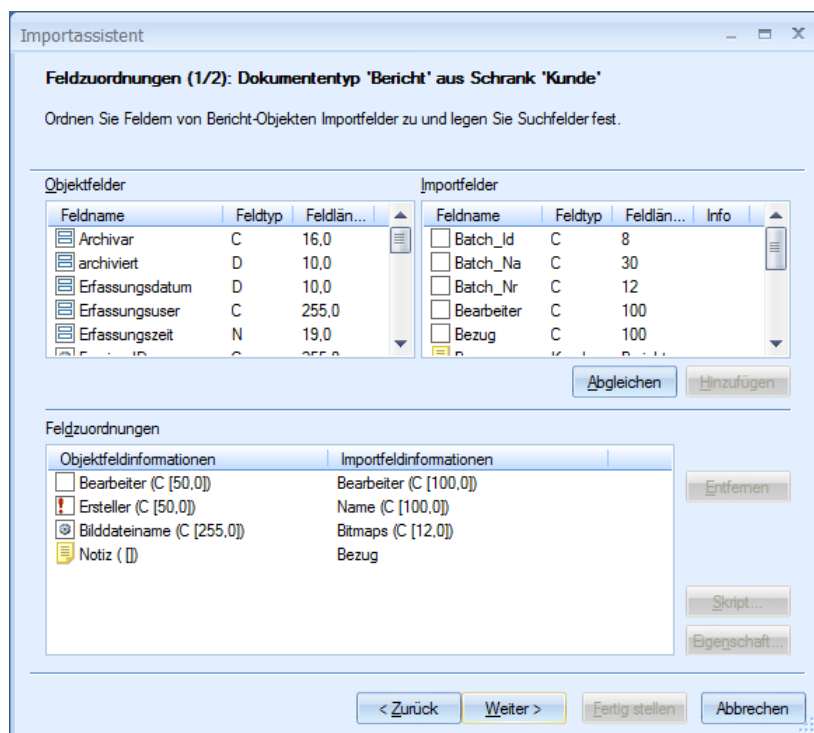 Importassistent
Feldzuordnungen (1/2): Dokumententyp 'Bericht' aus Schrank 'Kunde'
Ordnen Sie Feldern von Bericht-Objekten Importfelder zu und legen Sie Suchfelder fest.
Objektfelder
Feldname Feldtyp Feldlän...
Archivar C 16,0
archiviert D 10,0
Erfassungsdatum D 10,0
Erfassungsuser C 255,0
Erfassungszeit N 19,0
Importfelder
Feldname Feldtyp Feldlän... Info
Batch_Id C 8
Batch_Na C 30
Batch_Nr C 12
Bearbeiter C 100
Bezug C 100
Abgleichen Hinzufügen
Feldzuordnungen
Objektfeldinformationen Importfeldinformationen
Bearbeiter (C [50,0]) Bearbeiter (C [100,0])
Ersteller (C [50,0]) Name (C [100,0])
Bilddateiname (C [255,0]) Bitmaps (C [12,0])
Notiz ( []) Bezug
Entfernen
Skript...
Eigenschaft...
< Zurück Weiter > Fertig stellen Abbrechen